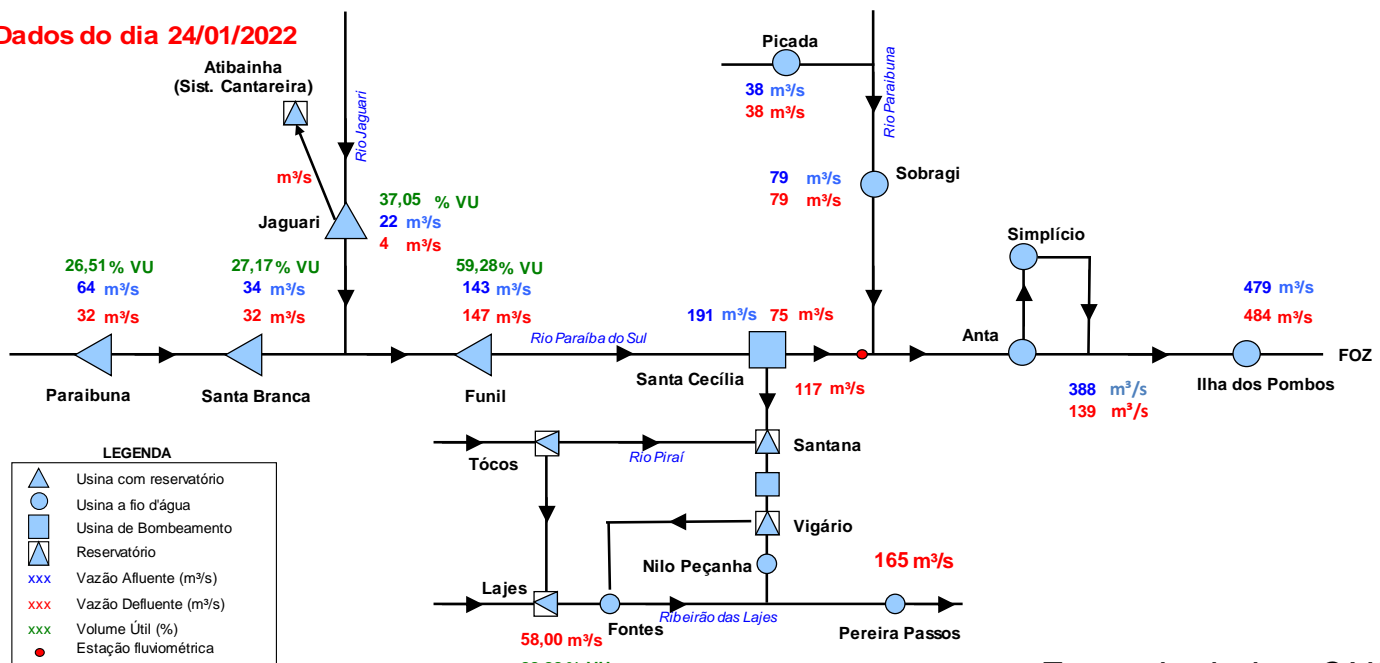 Dados do dia 24/01/2022
Atibainha
(Sist. Cantareira)
Rio Jaguari
m³/s
Jaguari
37,05 % VU
22 m³/s
4 m³/s
Picada
38 m³/s
38 m³/s
Rio Paraibuna
79 m³/s
79 m³/s
Sobragi
26,51 % VU
64 m³/s
32 m³/s
Paraibuna
27,17 % VU
34 m³/s
32 m³/s
Santa Branca
59,28 % VU
143 m³/s
147 m³/s
Funil
Rio Paraíba do Sul
191 m³/s 75 m³/s
Santa Cecília
117 m³/s
Simplício
Anta
388 m³/s
139 m³/s
479 m³/s
484 m³/s
Ilha dos Pombos
FOZ
Tócos
Rio Piraí
Santana
Vigário
Nilo Peçanha
165 m³/s
Lajes
Fontes
Ribeirão das Lajes
Pereira Passos
58,00 m³/s
LEGENDA
Usina com reservatório
Usina a fio d'água
Usina de Bombeamento
Reservatório
xxx Vazão Afluente (m³/s)
xxx Vazão Defluente (m³/s)
xxx Volume Útil (%)
Estação fluviométrica